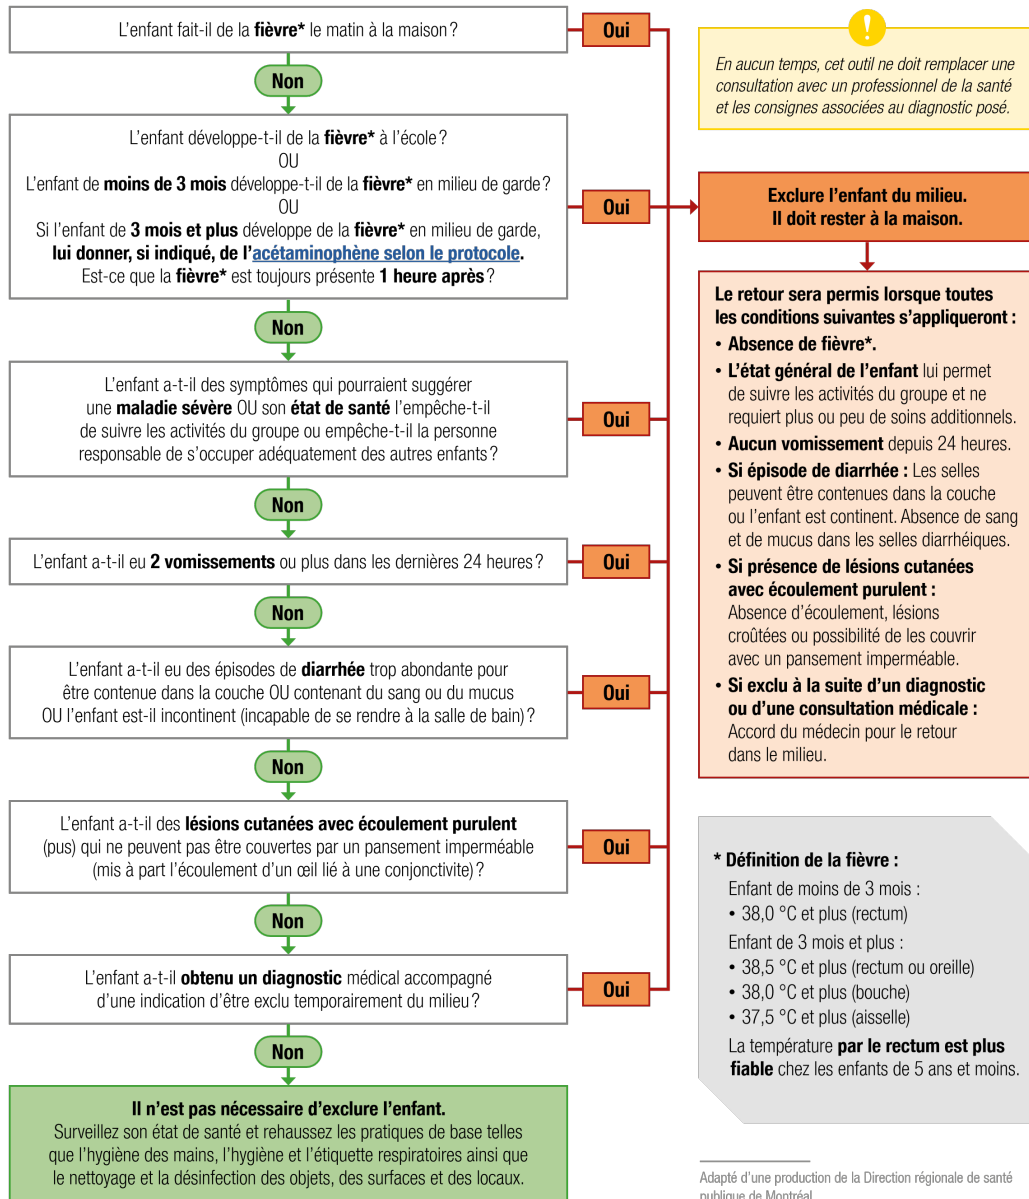 L'enfant fait-il de la fièvre* le matin à la maison ?
Oui
Non
L'enfant développe-t-il de la fièvre* à l'école ?
OU
L'enfant de moins de 3 mois développe-t-il de la fièvre* en milieu de garde ?
OU
Si l'enfant de 3 mois et plus développe de la fièvre* en milieu de garde,
lui donner, si indiqué, de l'acétaminophène selon le protocole.
Est-ce que la fièvre* est toujours présente 1 heure après ?
Oui
Non
L'enfant a-t-il des symptômes qui pourraient suggérer
une maladie sévère OU son état de santé l'empêche-t-il
de suivre les activités du groupe ou empêche-t-il la personne
responsable de s'occuper adéquatement des autres enfants ?
Oui
Non
L'enfant a-t-il eu 2 vomissements ou plus dans les dernières 24 heures ?
Oui
Non
L'enfant a-t-il eu des épisodes de diarrhée trop abondante pour
être contenue dans la couche OU contenant du sang ou du mucus
OU l'enfant est-il incontinent (incapable de se rendre à la salle de bain) ?
Oui
Non
L'enfant a-t-il des lésions cutanées avec écoulement purulent
(pus) qui ne peuvent pas être couvertes par un pansement imperméable
(mis à part l'écoulement d'un œil lié à une conjonctivite) ?
Oui
Non
L'enfant a-t-il obtenu un diagnostic médical accompagné
d'une indication d'être exclu temporairement du milieu ?
Oui
Non
Il n'est pas nécessaire d'exclure l'enfant.
Surveillez son état de santé et rehaussez les pratiques de base telles
que l'hygiène des mains, l'hygiène et l'étiquette respiratoires ainsi que
le nettoyage et la désinfection des objets, des surfaces et des locaux.
!
En aucun temps, cet outil ne doit remplacer une
consultation avec un professionnel de la santé
et les consignes associées au diagnostic posé.
Exclure l'enfant du milieu.
Il doit rester à la maison.
Le retour sera permis lorsque toutes
les conditions suivantes s'appliqueront :
• Absence de fièvre*.
• L'état général de l'enfant lui permet
de suivre les activités du groupe et ne
requiert plus ou peu de soins additionnels.
• Aucun vomissement depuis 24 heures.
• Si épisode de diarrhée : Les selles
peuvent être contenues dans la couche
ou l'enfant est continent. Absence de sang
et de mucus dans les selles diarrhéiques.
• Si présence de lésions cutanées
avec écoulement purulent :
Absence d'écoulement, lésions
croûtées ou possibilité de les couvrir
avec un pansement imperméable.
• Si exclu à la suite d'un diagnostic
ou d'une consultation médicale :
Accord du médecin pour le retour
dans le milieu.
* Définition de la fièvre :
Enfant de moins de 3 mois :
• 38,0 °C et plus (rectum)
Enfant de 3 mois et plus :
• 38,5 °C et plus (rectum ou oreille)
• 38,0 °C et plus (bouche)
• 37,5 °C et plus (aisselle)
La température par le rectum est plus
fiable chez les enfants de 5 ans et moins.
Adapté d'une production de la Direction régionale de santé
publique de Montréal